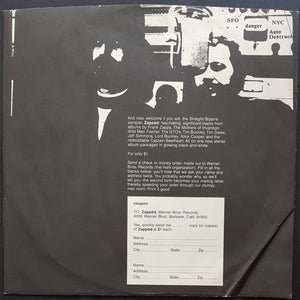 SFO
NYC
danger
Auto
Destruct
And now, welcome if you will, the Straight/Bizarre
sampler, Zapped: fascinating, significant tracks from
albums by Frank Zappa, The Mothers of Invention,
Wild Man Fischer, The GTO's, Tim Buckley, Tim Dawe,
Jeff Simmons, Lord Buckley, Alice Cooper, and the
redoubtable Captain Beefheart. All on one new stereo
album packaged in glowing black and white.
For only $1.
Send a check or money order, made out to Warner
Bros. Records (the front organization). Fill in all the
blanks below; you'll note that we ask your name and
address twice. You probably wonder why, so we'll
tell you: the second form becomes your mailing label,
thereby speeding your order through our clumsy
mail room. Print it good.
coupon
TO: Zapped, Warner Bros. Records
4000 Warner Blvd., Burbank, Calif. 91505
You quickly send me copy (or copies)
of Zapped at $1 each.
Name
Address
City State Zip
Name
Address
City State Zip